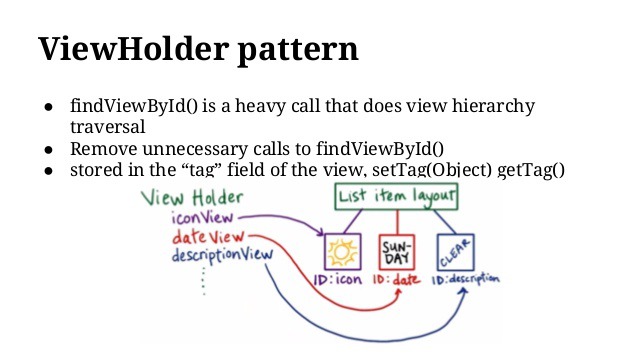 ViewHolder pattern
● findViewById() is a heavy call that does view hierarchy
traversal
● Remove unnecessary calls to findViewById()
● stored in the “tag” field of the view, setTag(Object) getTag()
View Holder
iconView
dateView
descriptionView
List item layout
SUN-
DAY
CLEAR
ID:icon
ID:date
ID:description